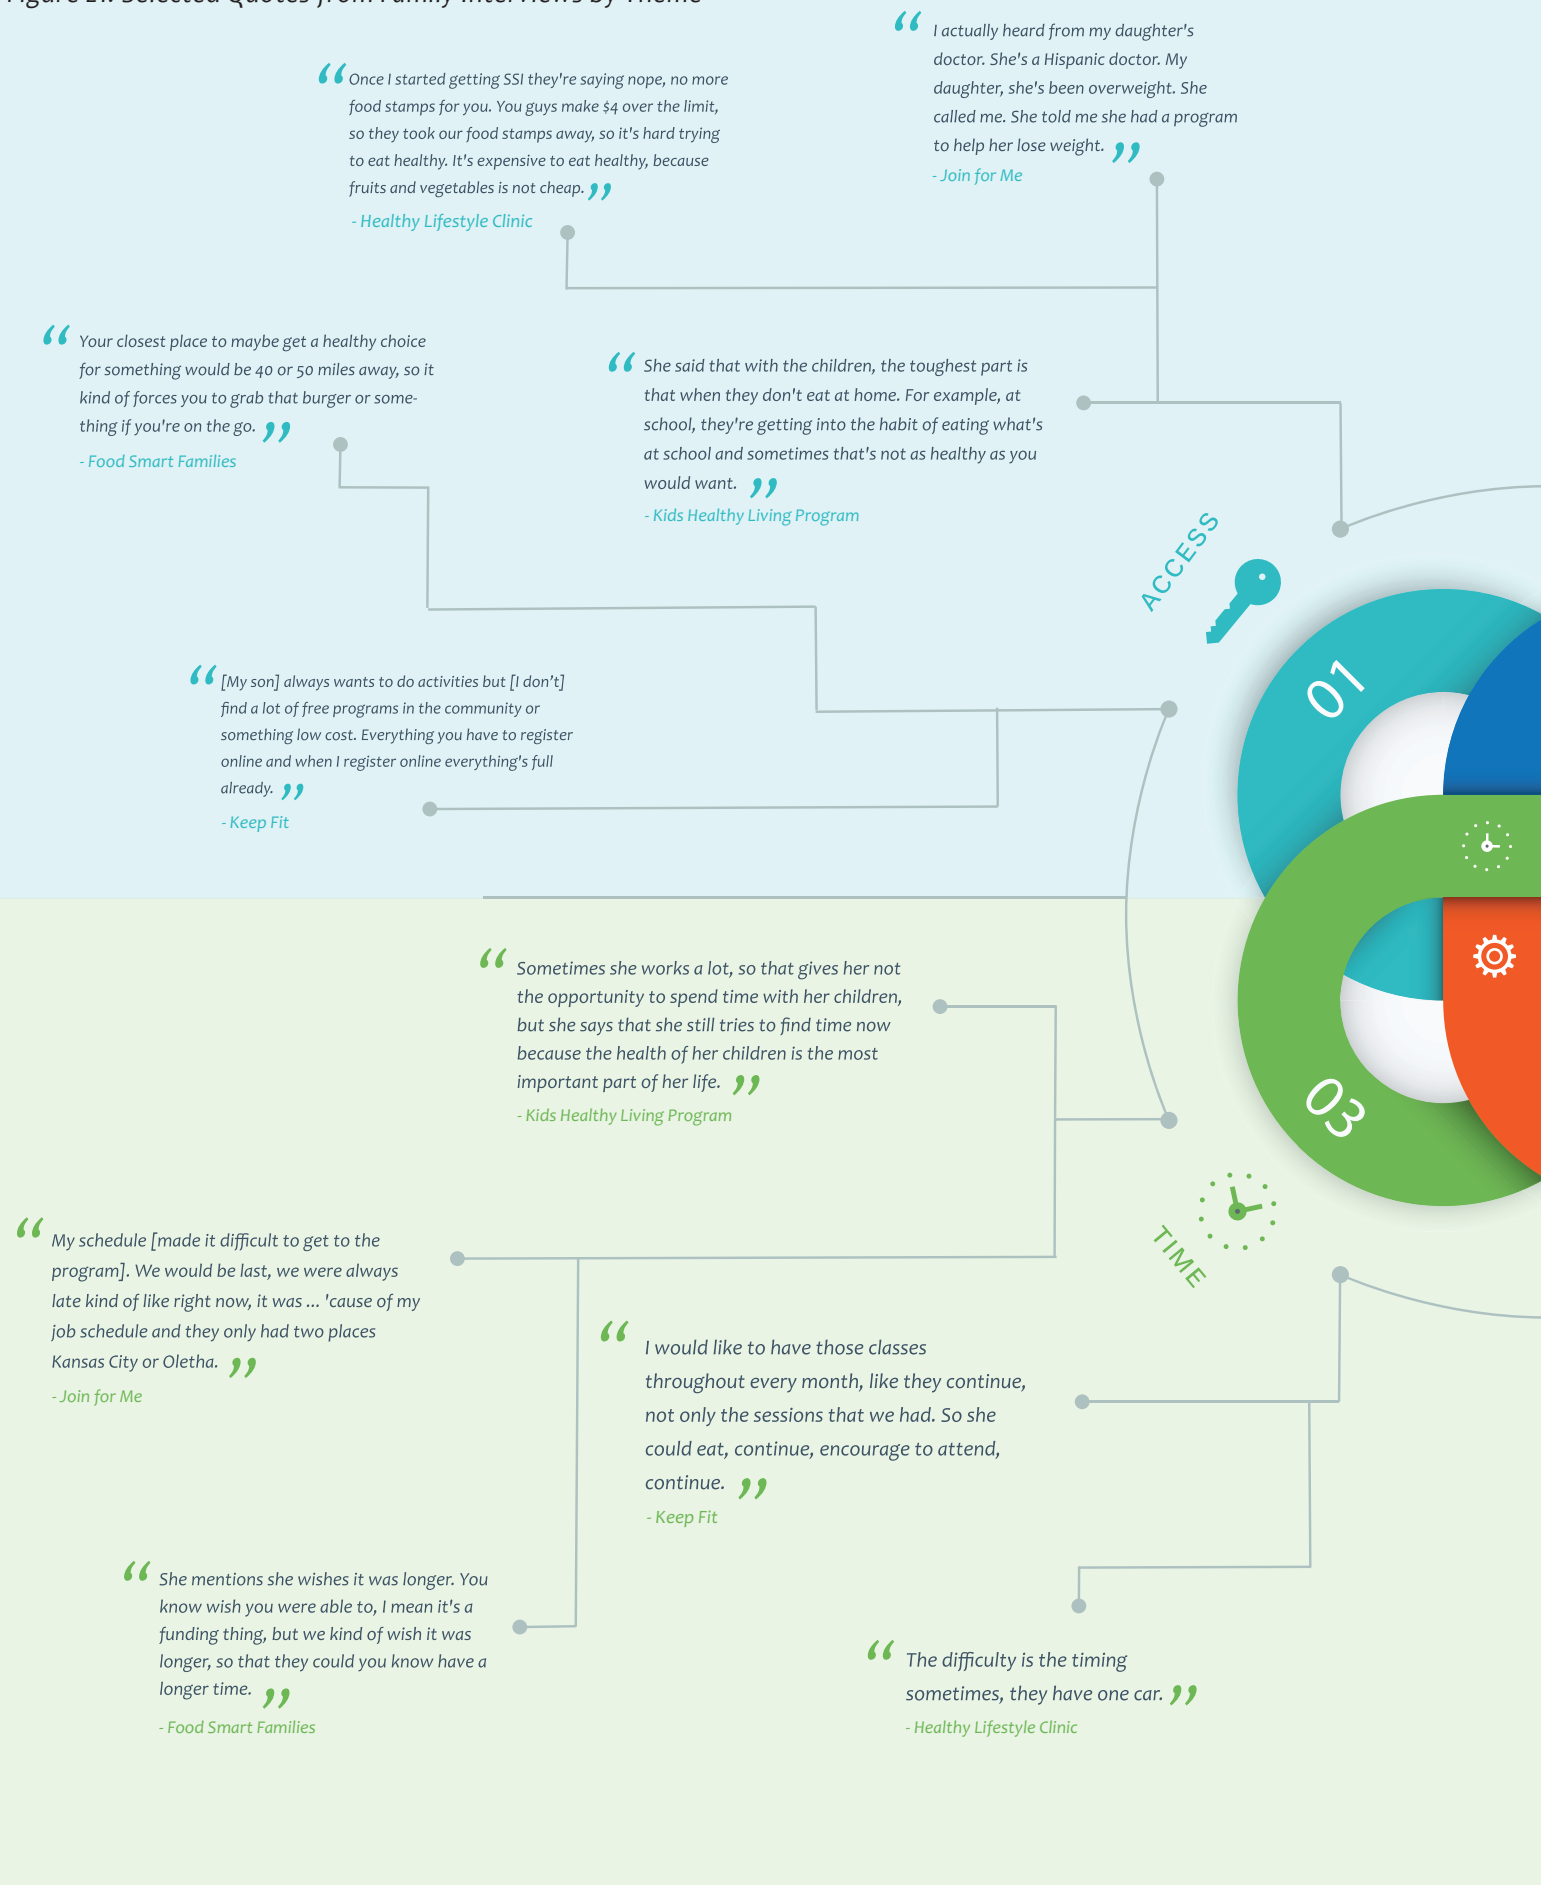 Figure 21. Selected Quotes from Family Interviews by Theme
“ I actually heard from my daughter's
doctor. She's a Hispanic doctor. My
daughter, she's been overweight. She
called me. She told me she had a program
to help her lose weight. ”
- Join for Me
“ Once I started getting SSI they're saying nope, no more
food stamps for you. You guys make $4 over the limit,
so they took our food stamps away, so it's hard trying
to eat healthy. It's expensive to eat healthy, because
fruits and vegetables is not cheap. ”
- Healthy Lifestyle Clinic
“ Your closest place to maybe get a healthy choice
for something would be 40 or 50 miles away, so it
kind of forces you to grab that burger or some-
thing if you're on the go. ”
- Food Smart Families
“ She said that with the children, the toughest part is
that when they don't eat at home. For example, at
school, they're getting into the habit of eating what's
at school and sometimes that's not as healthy as you
would want. ”
- Kids Healthy Living Program
ACCESS
01
“ [My son] always wants to do activities but [I don’t]
find a lot of free programs in the community or
something low cost. Everything you have to register
online and when I register online everything's full
already. ”
- Keep Fit
“ Sometimes she works a lot, so that gives her not
the opportunity to spend time with her children,
but she says that she still tries to find time now
because the health of her children is the most
important part of her life. ”
- Kids Healthy Living Program
03
TIME
“ My schedule [made it difficult to get to the
program]. We would be last, we were always
late kind of like right now, it was ... 'cause of my
job schedule and they only had two places
Kansas City or Oletha. ”
- Join for Me
“ I would like to have those classes
throughout every month, like they continue,
not only the sessions that we had. So she
could eat, continue, encourage to attend,
continue. ”
- Keep Fit
“ She mentions she wishes it was longer. You
know wish you were able to, I mean it's a
funding thing, but we kind of wish it was
longer, so that they could you know have a
longer time. ”
- Food Smart Families
“ The difficulty is the timing
sometimes, they have one car. ”
- Healthy Lifestyle Clinic